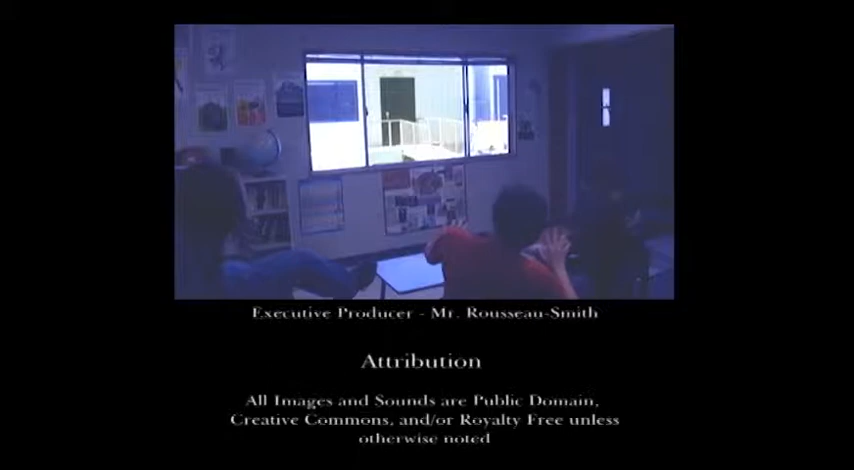 Executive Producer - Mr. Rousseau-Smith
Attribution
All Images and Sounds are Public Domain,
Creative Commons, and/or Royalty Free unless
otherwise noted